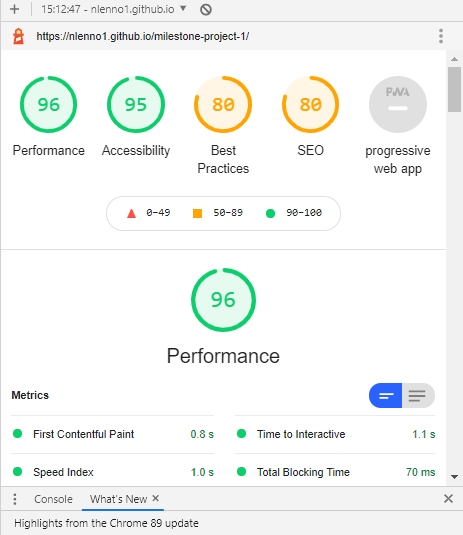 15:12:47 - nlenno1.github.io
https://nlenno1.github.io/milestone-project-1/
96 95 80 80 PWA
Performance Accessibility Best Practices SEO progressive web app
0–49 50–89 90–100
96
Performance
Metrics
First Contentful Paint 0.8 s Time to Interactive 1.1 s
Speed Index 1.0 s Total Blocking Time 70 ms
Console What's New
Highlights from the Chrome 89 update